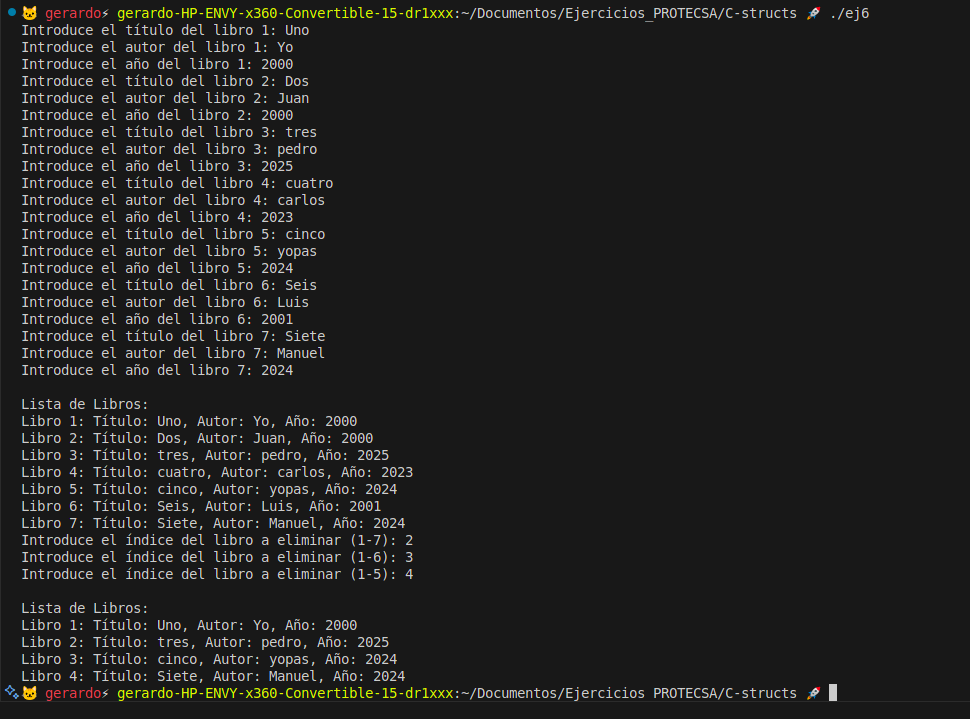 gerardo⚡ gerardo-HP-ENVY-x360-Convertible-15-dr1xxx:~/Documentos/Ejercicios_PROTECSA/C-structs 🚀 ./ej6
Introduce el título del libro 1: Uno
Introduce el autor del libro 1: Yo
Introduce el año del libro 1: 2000
Introduce el título del libro 2: Dos
Introduce el autor del libro 2: Juan
Introduce el año del libro 2: 2000
Introduce el título del libro 3: tres
Introduce el autor del libro 3: pedro
Introduce el año del libro 3: 2025
Introduce el título del libro 4: cuatro
Introduce el autor del libro 4: carlos
Introduce el año del libro 4: 2023
Introduce el título del libro 5: cinco
Introduce el autor del libro 5: yopas
Introduce el año del libro 5: 2024
Introduce el título del libro 6: Seis
Introduce el autor del libro 6: Luis
Introduce el año del libro 6: 2001
Introduce el título del libro 7: Siete
Introduce el autor del libro 7: Manuel
Introduce el año del libro 7: 2024
Lista de Libros:
Libro 1: Título: Uno, Autor: Yo, Año: 2000
Libro 2: Título: Dos, Autor: Juan, Año: 2000
Libro 3: Título: tres, Autor: pedro, Año: 2025
Libro 4: Título: cuatro, Autor: carlos, Año: 2023
Libro 5: Título: cinco, Autor: yopas, Año: 2024
Libro 6: Título: Seis, Autor: Luis, Año: 2001
Libro 7: Título: Siete, Autor: Manuel, Año: 2024
Introduce el índice del libro a eliminar (1-7): 2
Introduce el índice del libro a eliminar (1-6): 3
Introduce el índice del libro a eliminar (1-5): 4
Lista de Libros:
Libro 1: Título: Uno, Autor: Yo, Año: 2000
Libro 2: Título: tres, Autor: pedro, Año: 2025
Libro 3: Título: cinco, Autor: yopas, Año: 2024
Libro 4: Título: Siete, Autor: Manuel, Año: 2024
gerardo⚡ gerardo-HP-ENVY-x360-Convertible-15-dr1xxx:~/Documentos/Ejercicios PROTECSA/C-structs 🚀